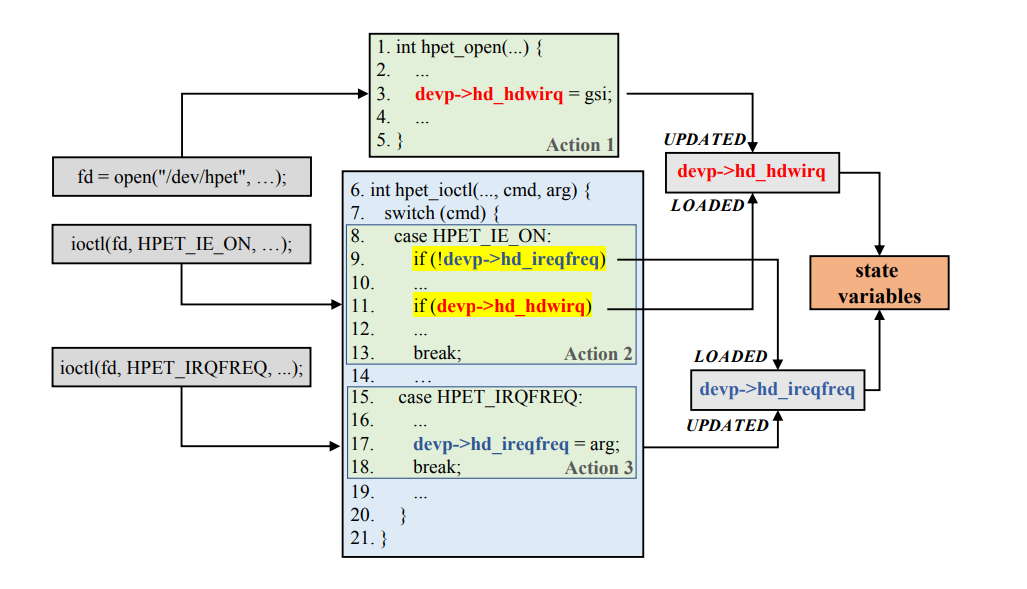 fd = open("/dev/hpet", …);
ioctl(fd, HPET_IE_ON, …);
ioctl(fd, HPET_IRQFREQ, ...);
1. int hpet_open(...) {
2. ...
3. devp->hd_hdwirq = gsi;
4. ...
5. }
Action 1
6. int hpet_ioctl(..., cmd, arg) {
7. switch (cmd) {
8. case HPET_IE_ON:
9. if (!devp->hd_ireqfreq)
10. ...
11. if (devp->hd_hdwirq)
12. ...
13. break;
Action 2
14. …
15. case HPET_IRQFREQ:
16. ...
17. devp->hd_ireqfreq = arg;
18. break;
Action 3
19. ...
20. }
21. }
UPDATED
devp->hd_hdwirq
LOADED
state
variables
LOADED
devp->hd_ireqfreq
UPDATED